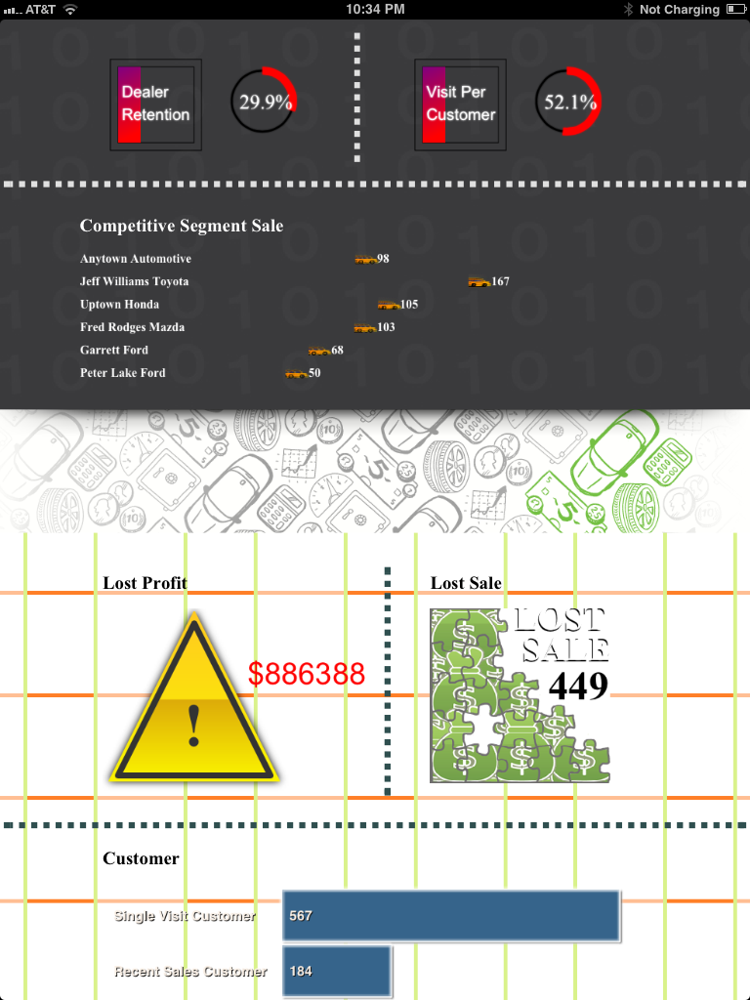 AT&T 10:34 PM Not Charging
Dealer
Retention
29.9%
Visit Per
Customer
52.1%
Competitive Segment Sale
Anytown Automotive 98
Jeff Williams Toyota 167
Uptown Honda 105
Fred Rodges Mazda 103
Garrett Ford 68
Peter Lake Ford 50
Lost Profit
$886388
!
Lost Sale
LOST
SALE
449
Customer
Single Visit Customer 567
Recent Sales Customer 184